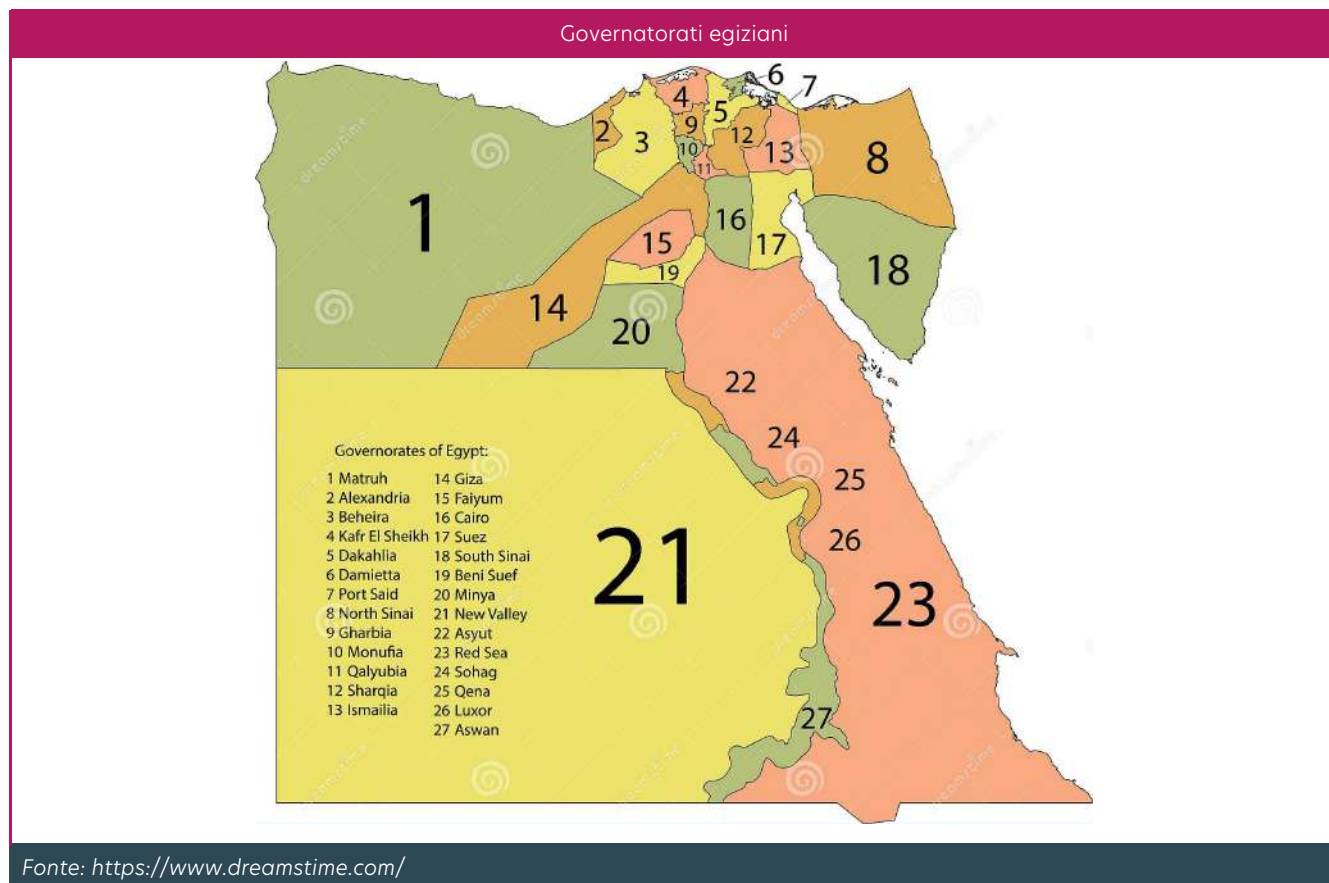 Governatorati egiziani
6
7
4
5
2
9
12
3
10
13
8
11
1
16
15
17
19
18
14
20
22
24
25
26
21
23
27
Governorates of Egypt:
1 Matruh
2 Alexandria
3 Beheira
4 Kafr El Sheikh
5 Dakahlia
6 Damietta
7 Port Said
8 North Sinai
9 Gharbia
10 Monufia
11 Qalyubia
12 Sharqia
13 Ismailia
14 Giza
15 Faiyum
16 Cairo
17 Suez
18 South Sinai
19 Beni Suef
20 Minya
21 New Valley
22 Asyut
23 Red Sea
24 Sohag
25 Qena
26 Luxor
27 Aswan
dreamstime
Fonte: https://www.dreamstime.com/